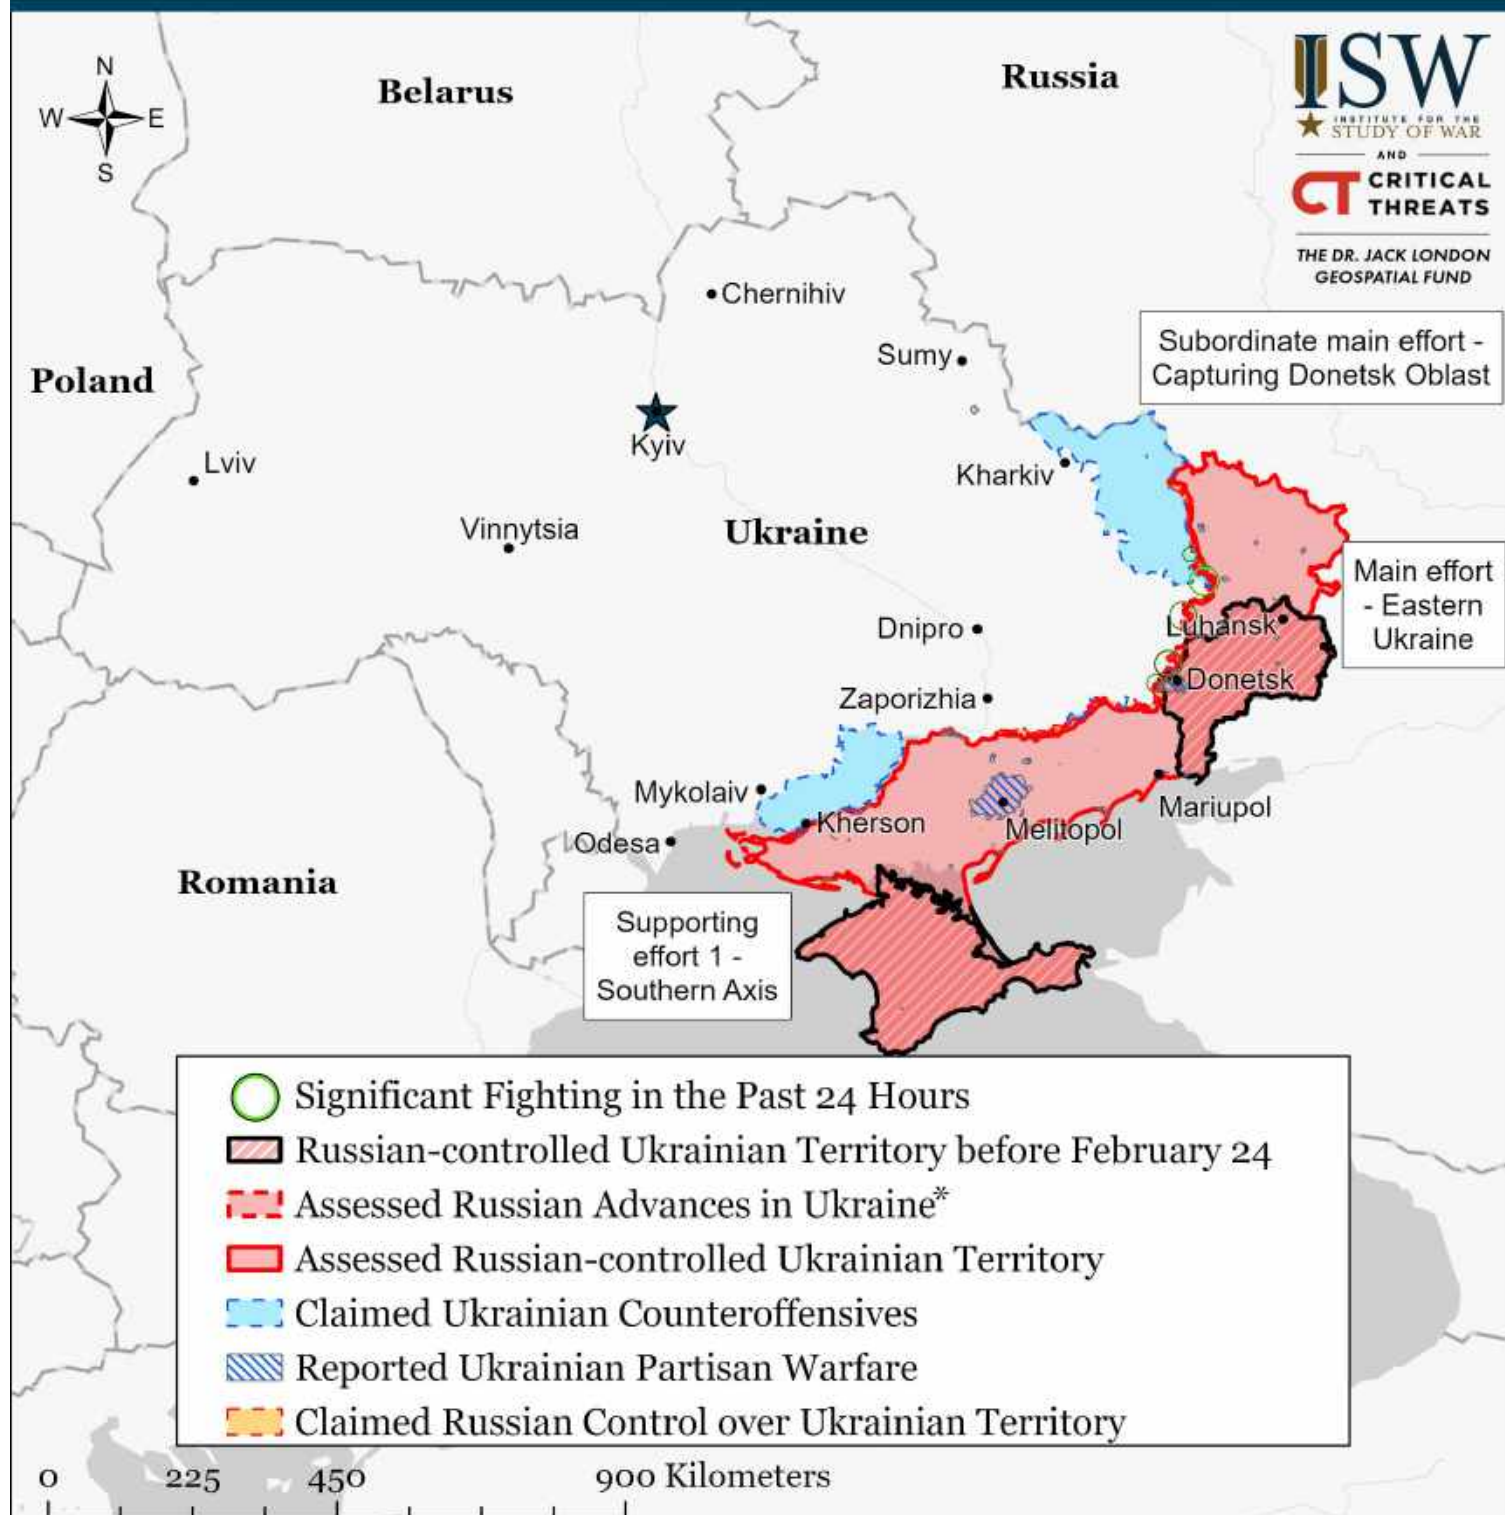 N
W E
S
Belarus
Russia
ISW
INSTITUTE FOR THE
STUDY OF WAR
AND
CT CRITICAL
THREATS
THE DR. JACK LONDON
GEOSPATIAL FUND
Chernihiv
Subordinate main effort -
Capturing Donetsk Oblast
Sumy
Poland
Kyiv
Lviv
Kharkiv
Vinnytsia
Ukraine
Main effort
- Eastern
Ukraine
Dnipro
Luhansk
Donetsk
Zaporizhia
Mykolaiv
Mariupol
Kherson
Melitopol
Odesa
Romania
Supporting
effort 1 -
Southern Axis
Significant Fighting in the Past 24 Hours
Russian-controlled Ukrainian Territory before February 24
Assessed Russian Advances in Ukraine*
Assessed Russian-controlled Ukrainian Territory
Claimed Ukrainian Counteroffensives
Reported Ukrainian Partisan Warfare
Claimed Russian Control over Ukrainian Territory
0 225 450 900 Kilometers